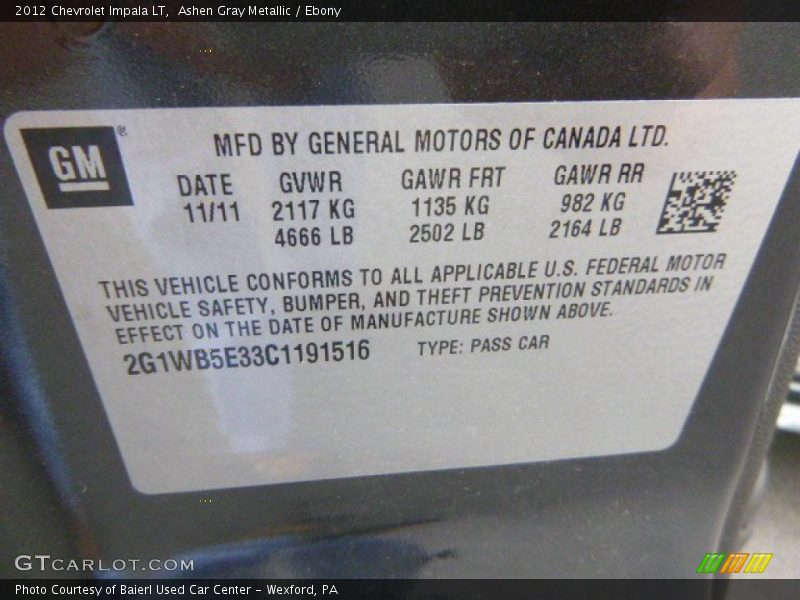 2012 Chevrolet Impala LT, Ashen Gray Metallic / Ebony
GM®
MFD BY GENERAL MOTORS OF CANADA LTD.
DATE GVWR GAWR FRT GAWR RR
11/11 2117 KG 1135 KG 982 KG
4666 LB 2502 LB 2164 LB
THIS VEHICLE CONFORMS TO ALL APPLICABLE U.S. FEDERAL MOTOR
VEHICLE SAFETY, BUMPER, AND THEFT PREVENTION STANDARDS IN
EFFECT ON THE DATE OF MANUFACTURE SHOWN ABOVE.
2G1WB5E33C1191516 TYPE: PASS CAR
GTCARLOT.COM
Photo Courtesy of Baierl Used Car Center - Wexford, PA